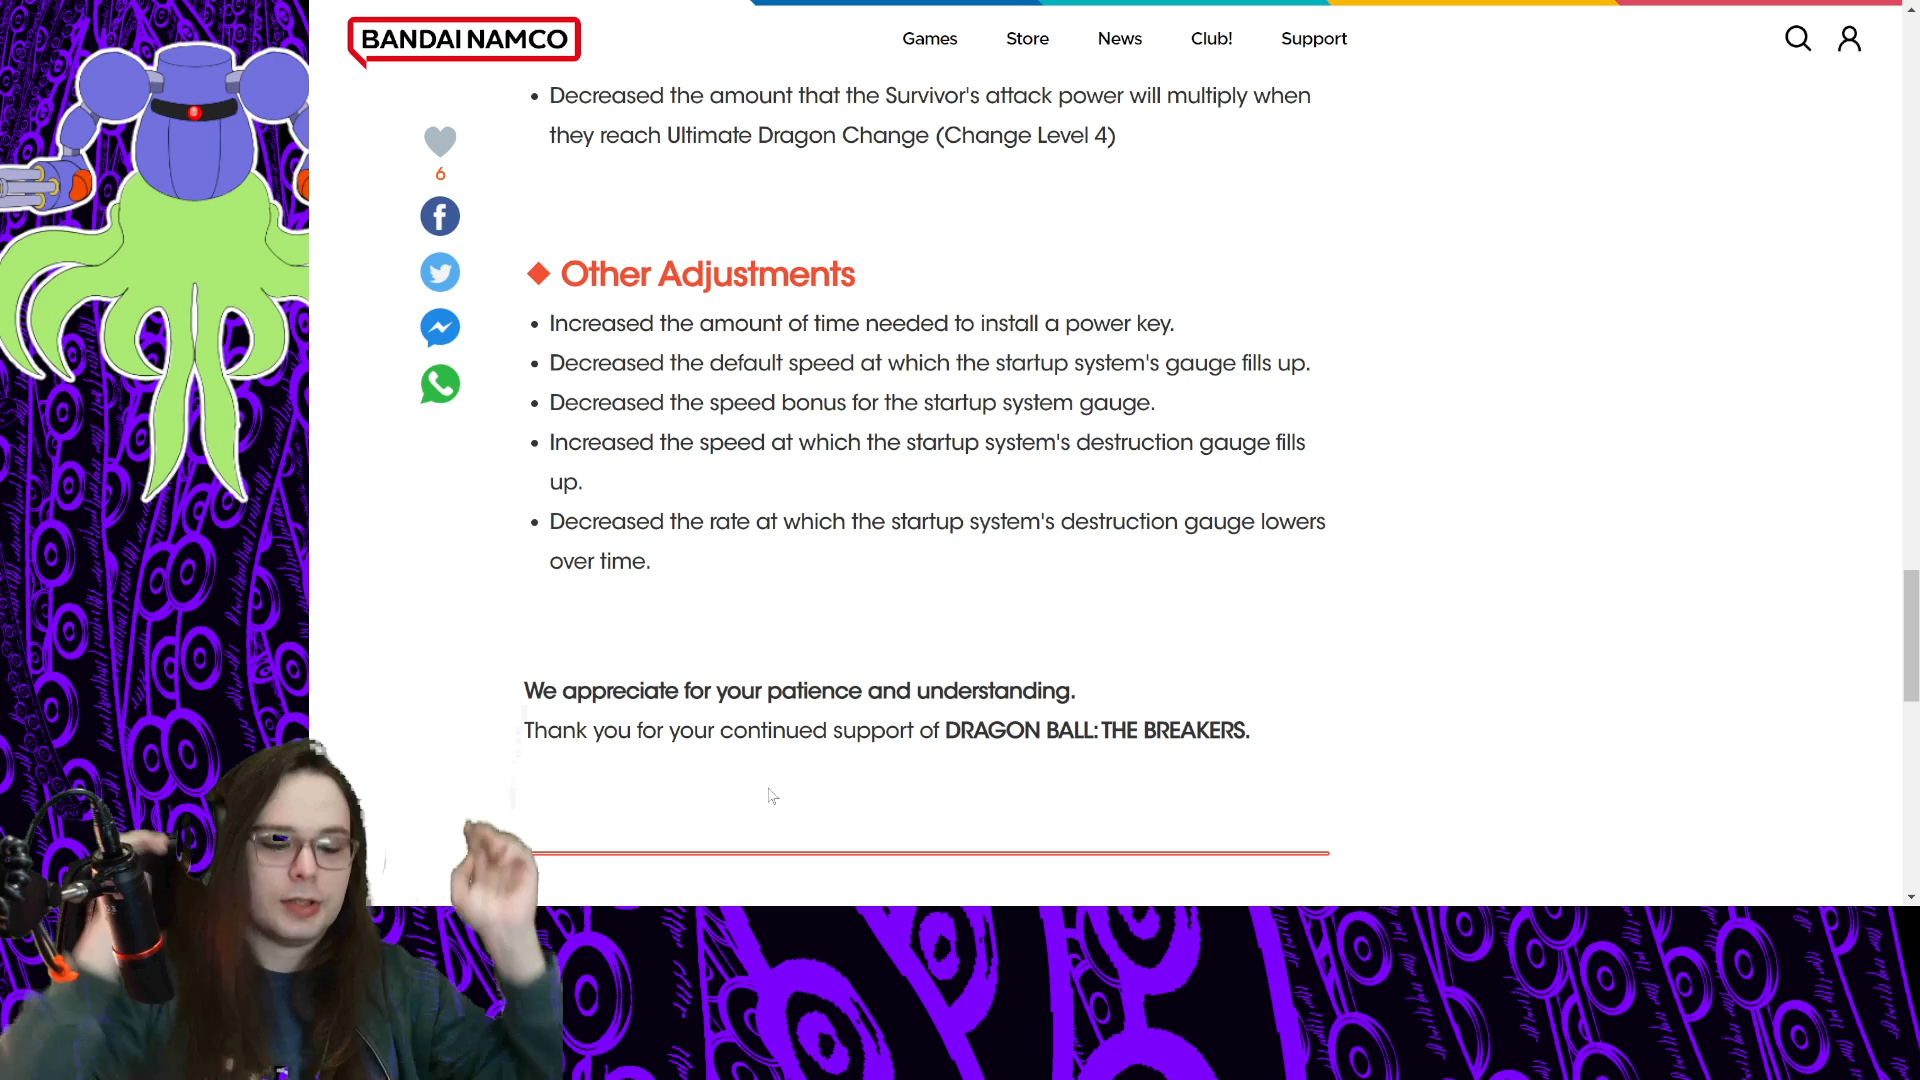 BANDAI NAMCO
Games Store News Club! Support
• Decreased the amount that the Survivor's attack power will multiply when
they reach Ultimate Dragon Change (Change Level 4)
6
Other Adjustments
• Increased the amount of time needed to install a power key.
• Decreased the default speed at which the startup system's gauge fills up.
• Decreased the speed bonus for the startup system gauge.
• Increased the speed at which the startup system's destruction gauge fills
up.
• Decreased the rate at which the startup system's destruction gauge lowers
over time.
We appreciate for your patience and understanding.
Thank you for your continued support of DRAGON BALL: THE BREAKERS.